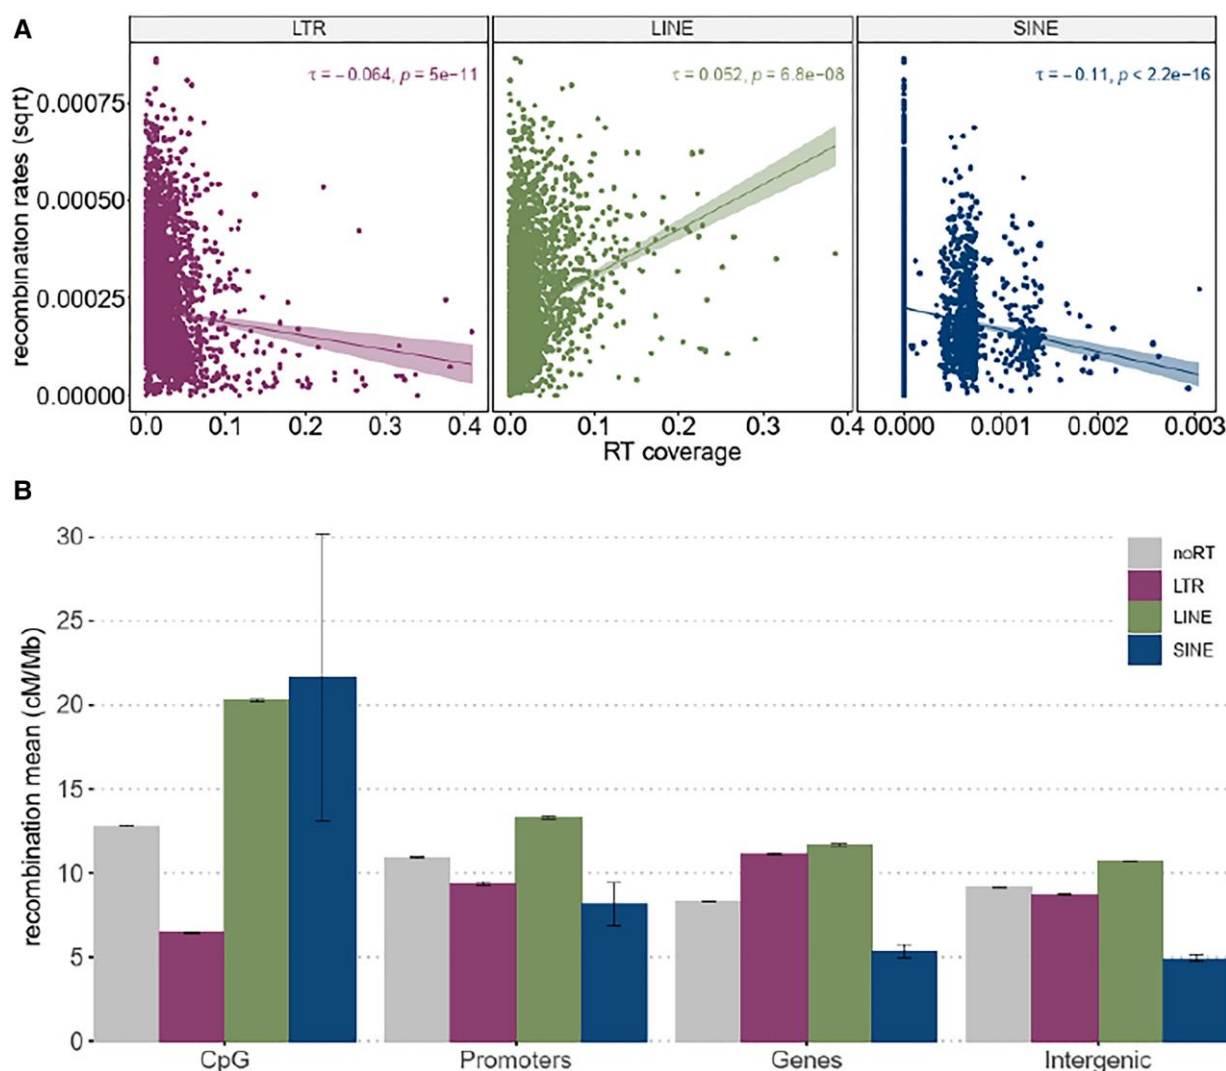 A
LTR
LINE
SINE
τ = −0.064, p = 5e−11
τ = 0.052, p = 6.8e−08
τ = −0.11, p < 2.2e−16
recombination rates (sqrt)
0.00075
0.00050
0.00025
0.00000
0.0 0.1 0.2 0.3 0.4
0.0 0.1 0.2 0.3 0.4
0.000 0.001 0.002 0.003
RT coverage
B
recombination mean (cM/Mb)
30
25
20
15
10
5
0
noRT
LTR
LINE
SINE
CpG Promoters Genes Intergenic